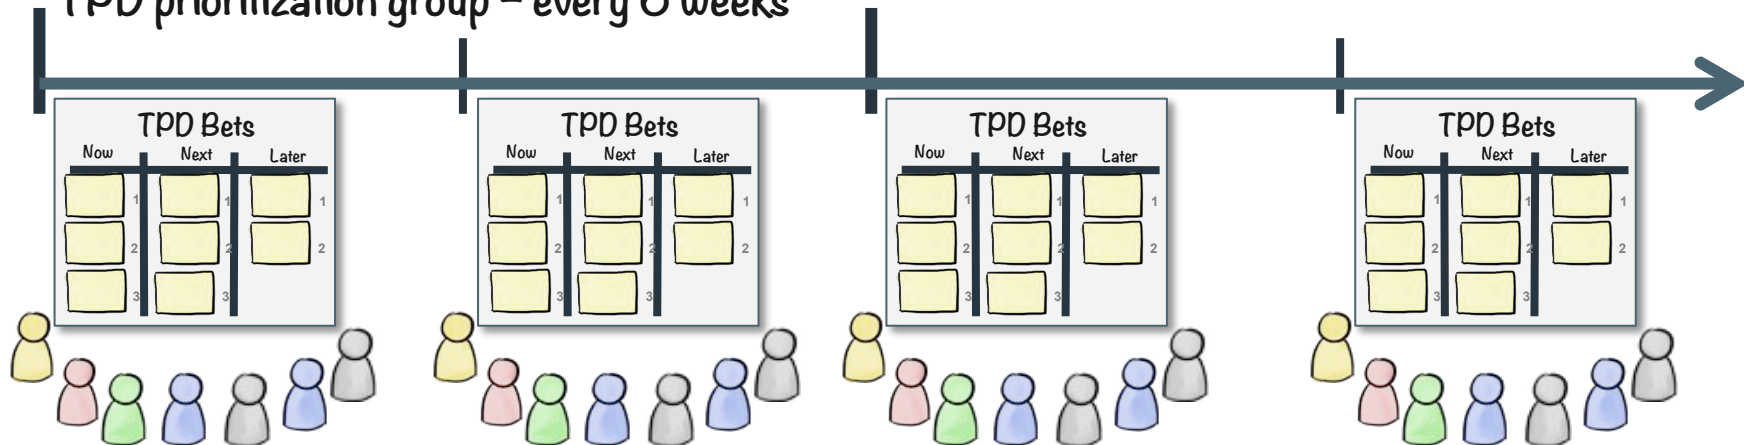 TPD prioritization group - every 6 weeks
TPD Bets
Now Next Later
1 1 1
2 2 2
3 3
TPD Bets
Now Next Later
1 1 1
2 2 2
3 3
TPD Bets
Now Next Later
1 1 1
2 2 2
3 3
TPD Bets
Now Next Later
1 1 1
2 2 2
3 3